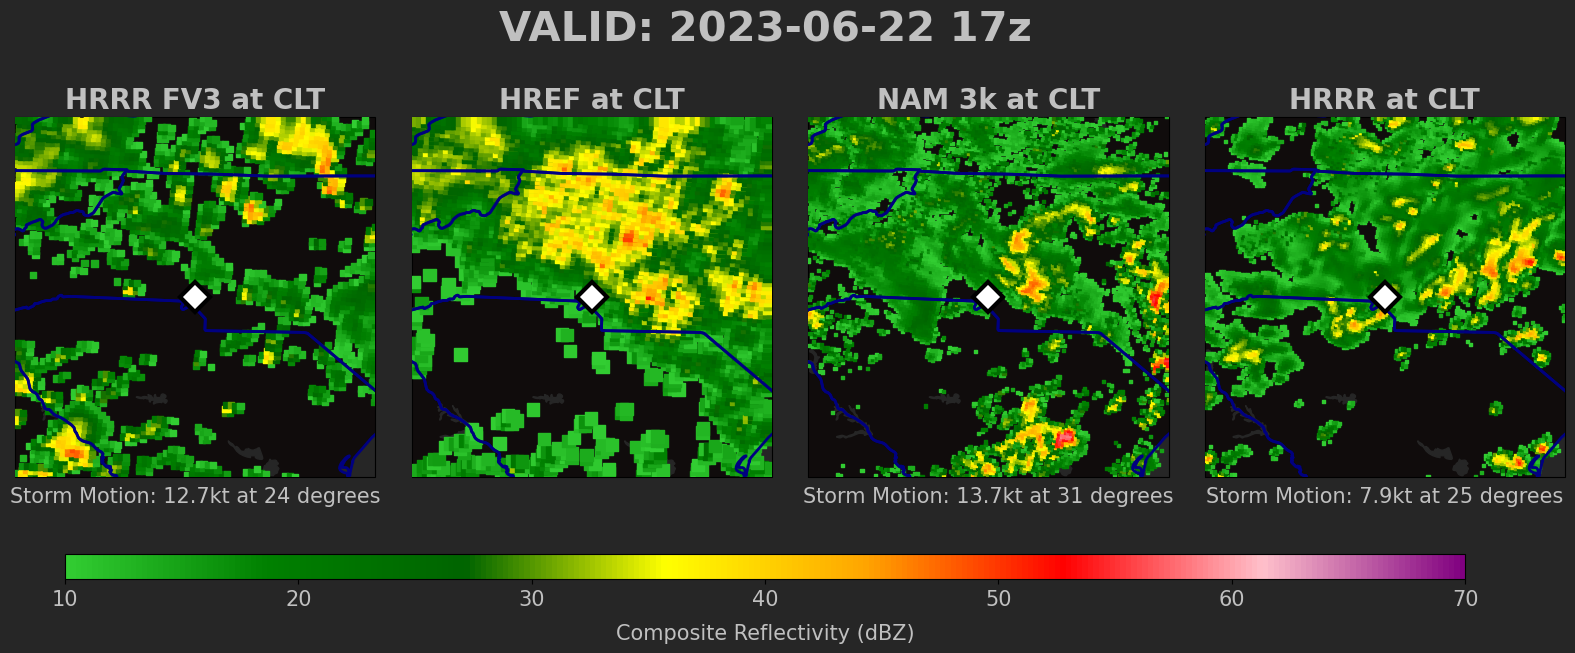 VALID: 2023-06-22 17z
HRRR FV3 at CLT
HREF at CLT
NAM 3k at CLT
HRRR at CLT
Storm Motion: 12.7kt at 24 degrees
Storm Motion: 13.7kt at 31 degrees
Storm Motion: 7.9kt at 25 degrees
10 20 30 40 50 60 70
Composite Reflectivity (dBZ)